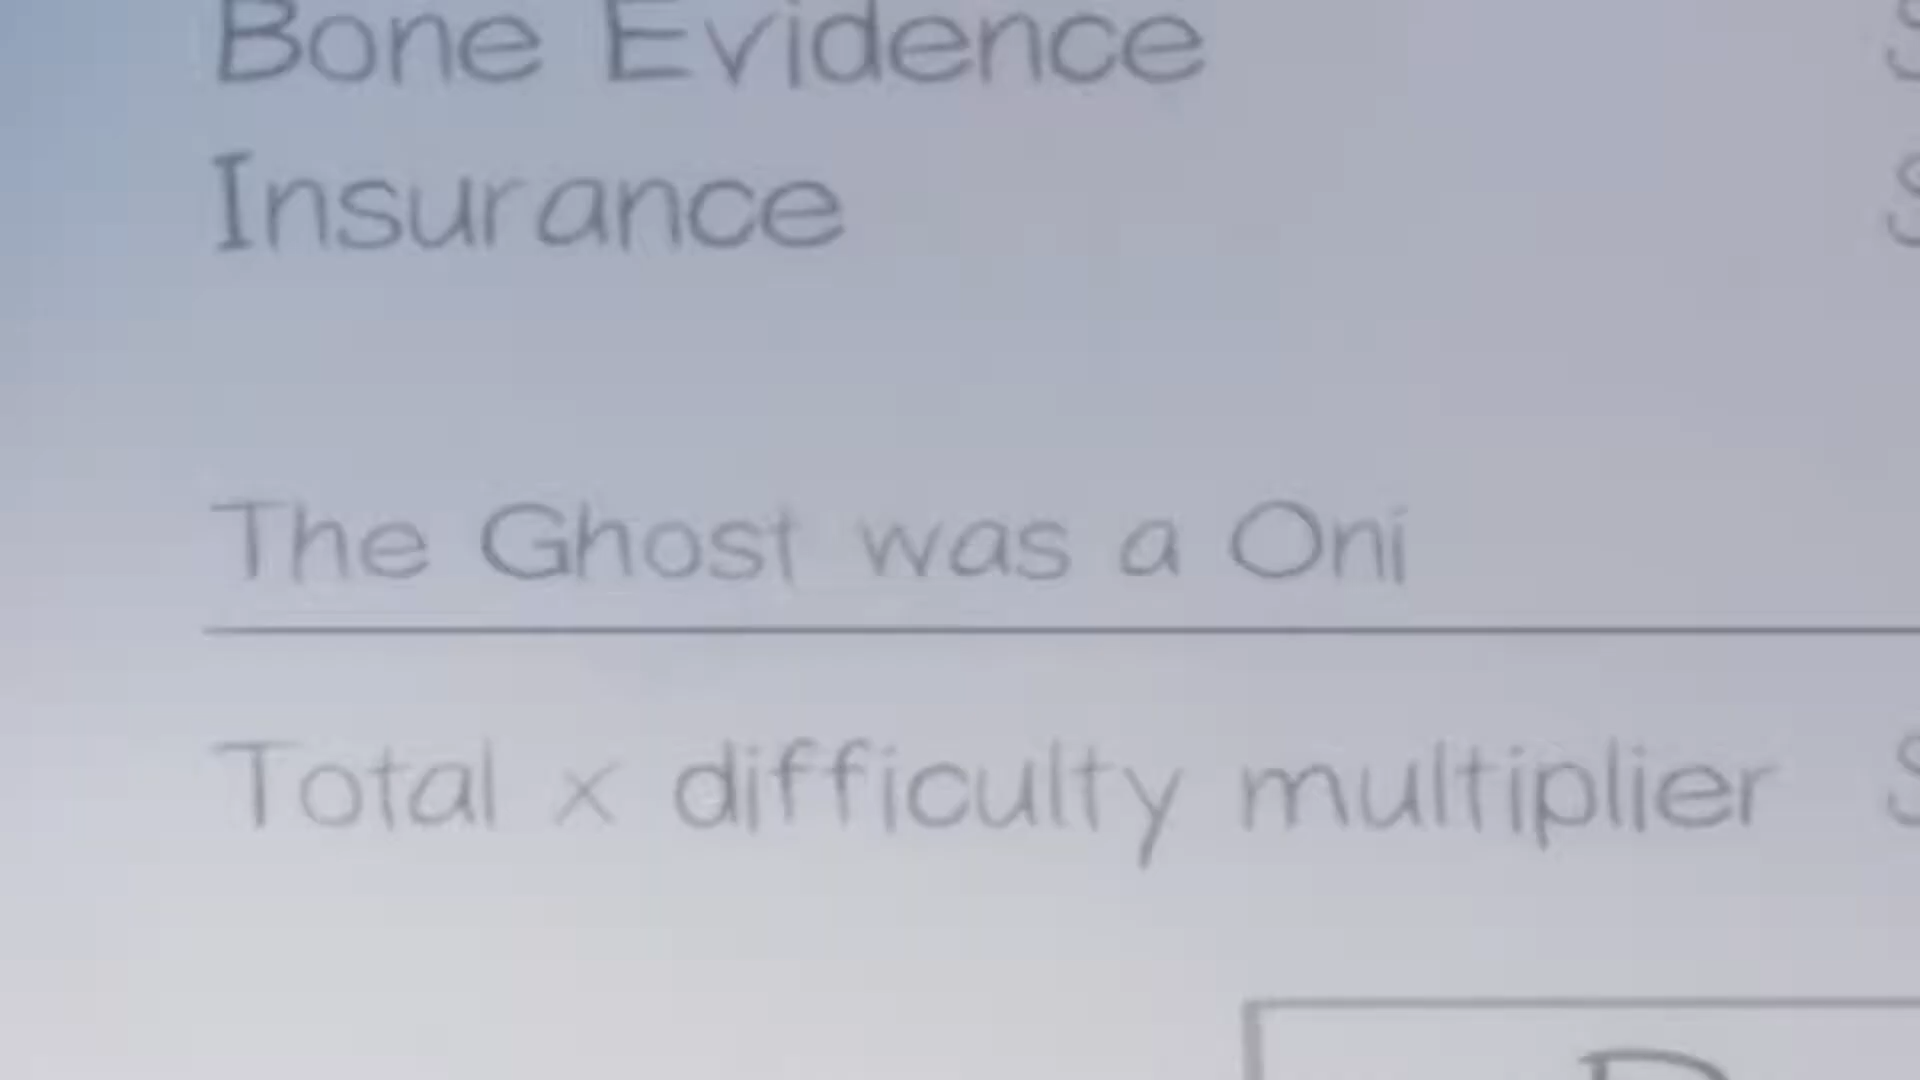 Bone Evidence
Insurance
The Ghost was a Oni
Total x difficulty multiplier